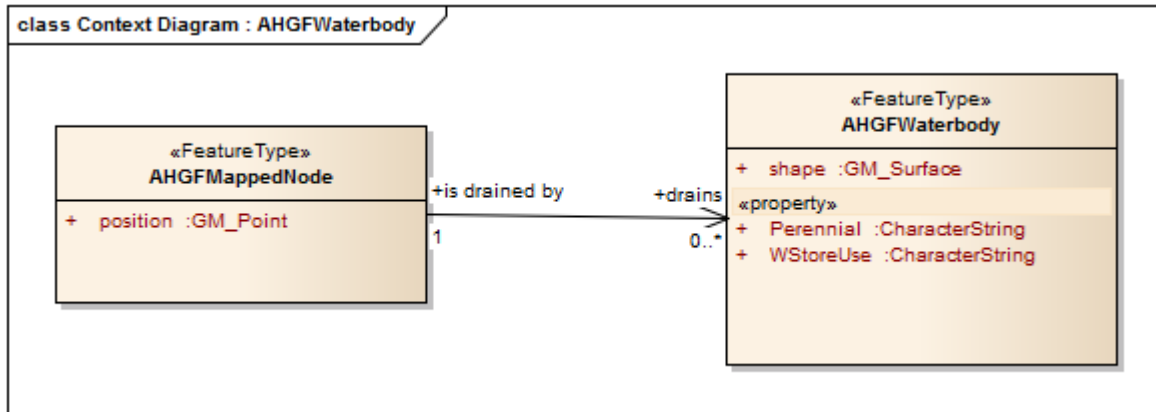 class Context Diagram : AHGFWaterbody
«FeatureType»
AHGFMappedNode
+ position :GM_Point
+is drained by
1
+drains
0..*
«FeatureType»
AHGFWaterbody
+ shape :GM_Surface
«property»
+ Perennial :CharacterString
+ WStoreUse :CharacterString